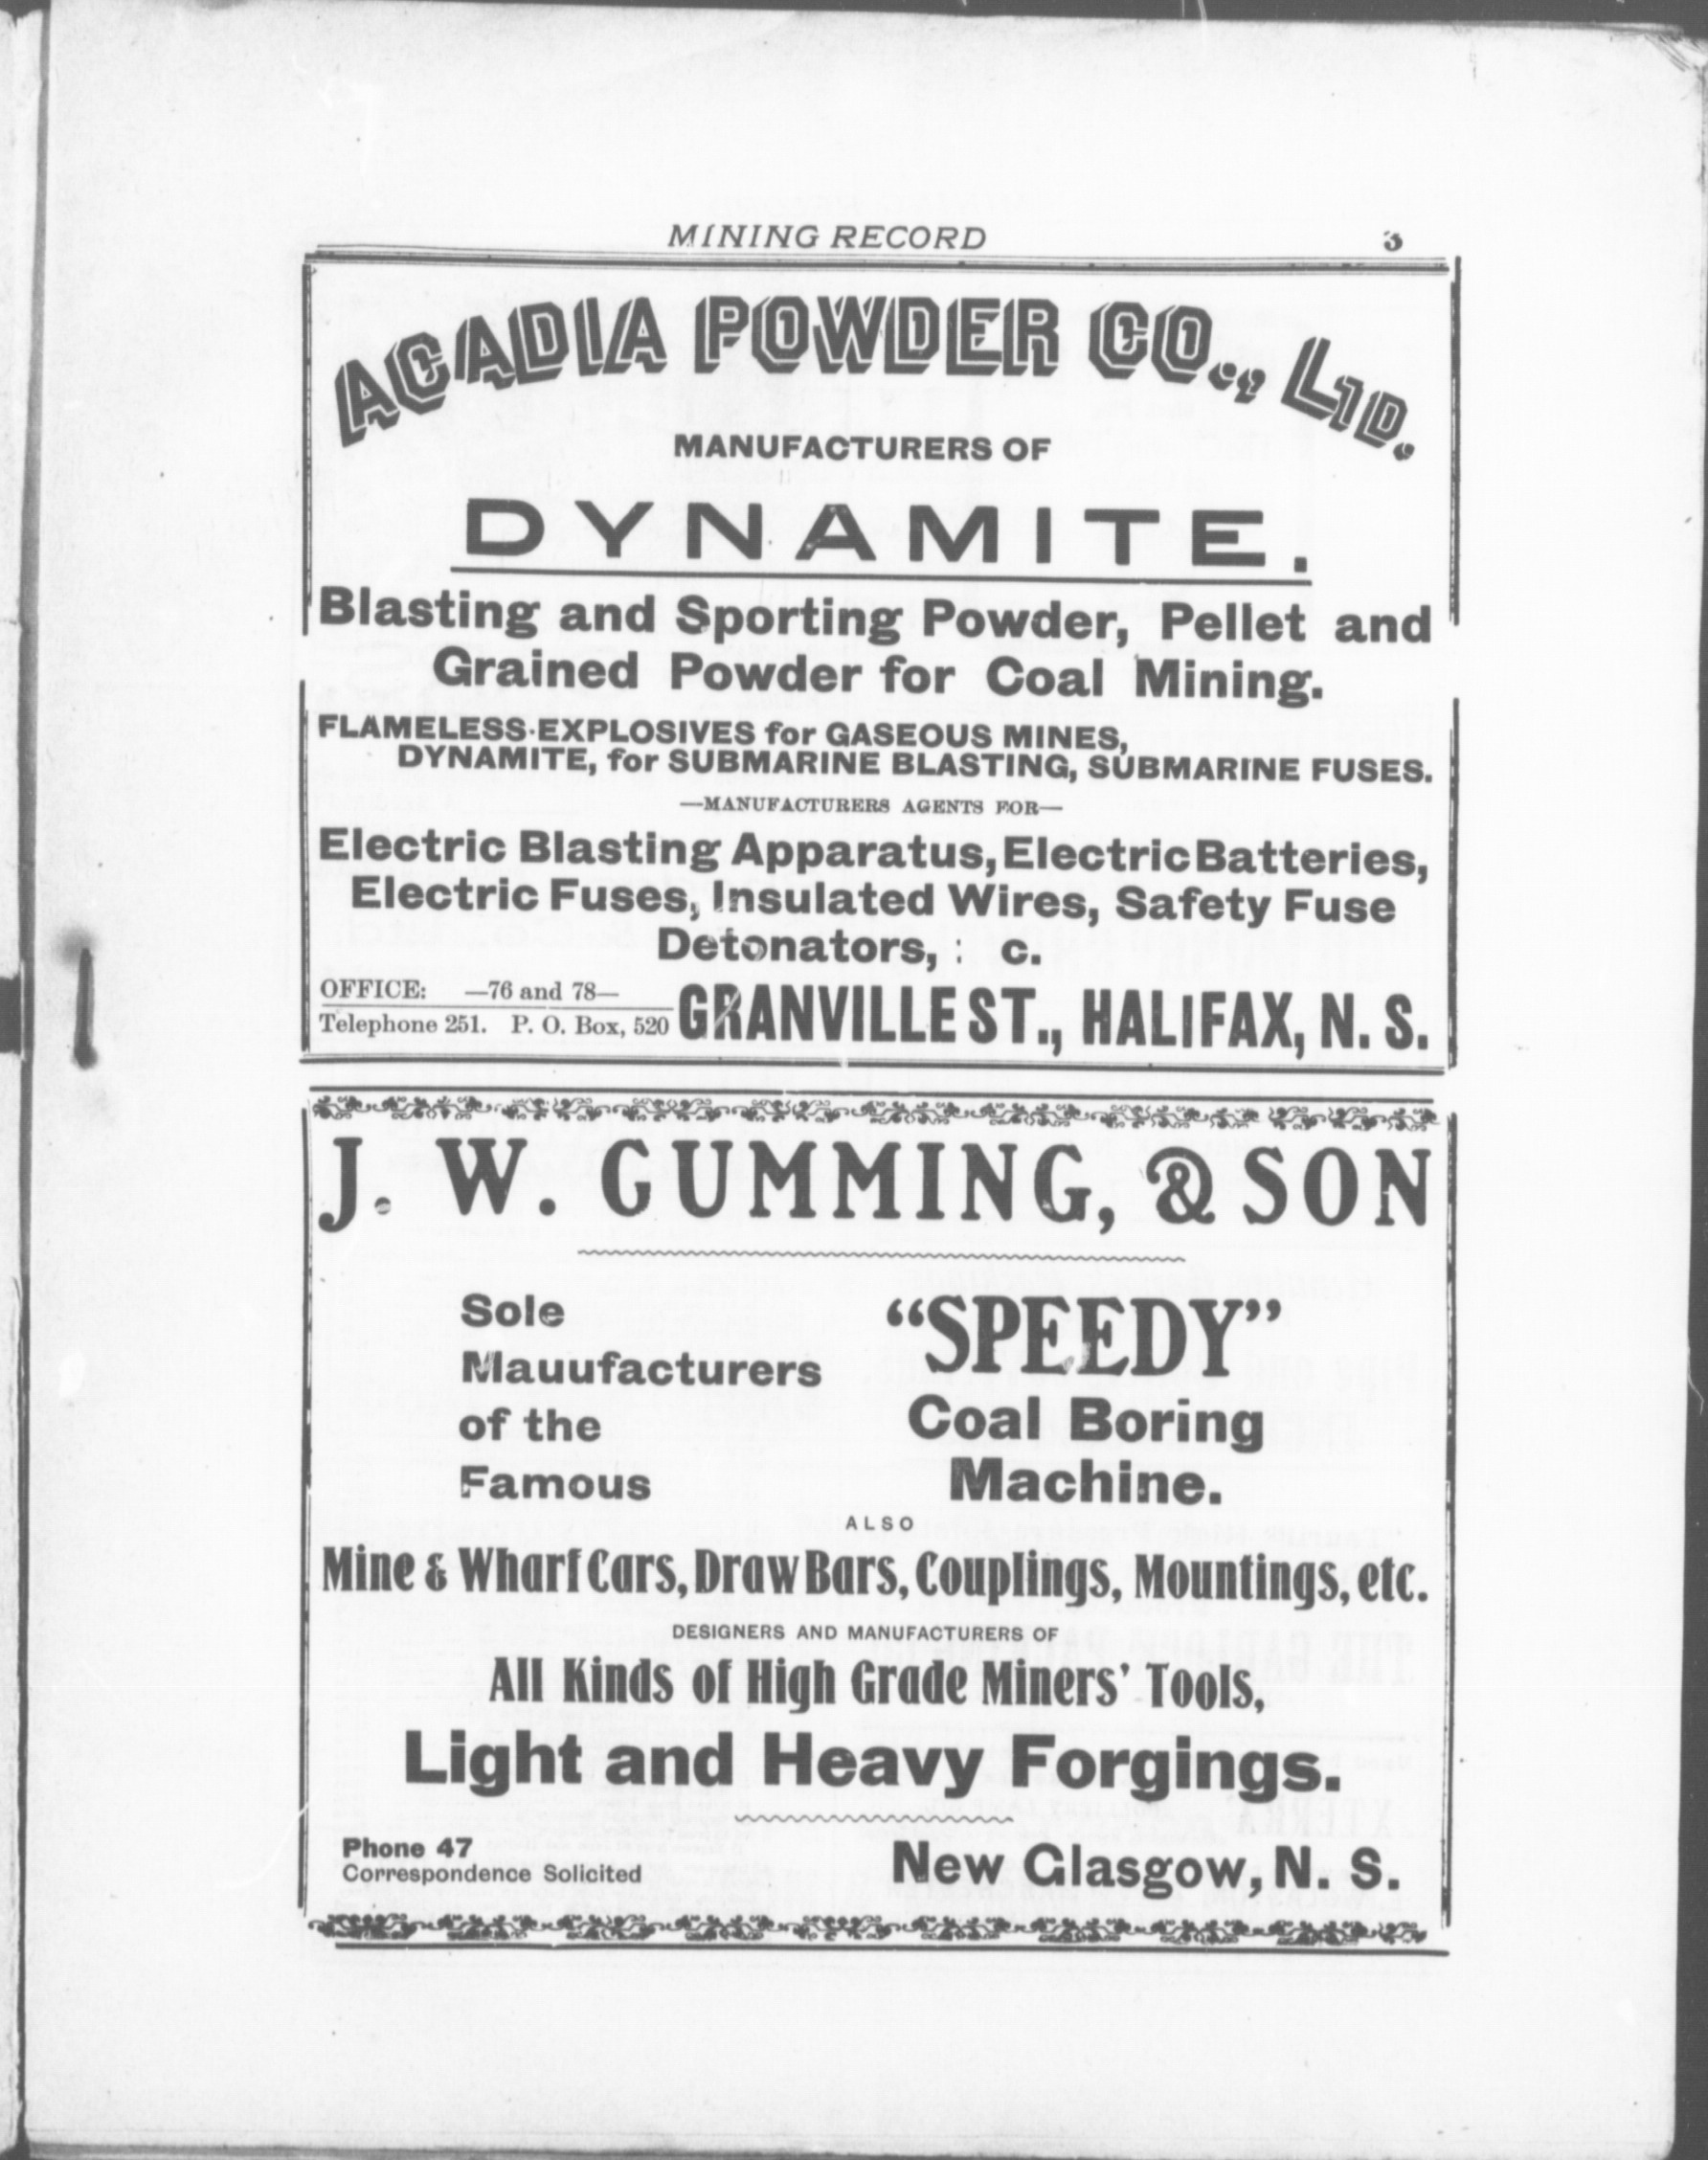 MINING RECORD 3
ACADIA POWDER CO., LTD.
MANUFACTURERS OF
DYNAMITE.
Blasting and Sporting Powder, Pellet and
Grained Powder for Coal Mining.
FLAMELESS EXPLOSIVES for GASEOUS MINES,
DYNAMITE, for SUBMARINE BLASTING, SUBMARINE FUSES.
—MANUFACTURERS AGENTS FOR—
Electric Blasting Apparatus, Electric Batteries,
Electric Fuses, Insulated Wires, Safety Fuse
Detonators, : c.
OFFICE: —76 and 78—
Telephone 251. P. O. Box, 520
GRANVILLE ST., HALIFAX, N. S.
J. W. CUMMING, & SON
Sole
Mauufacturers
of the
Famous
“SPEEDY”
Coal Boring
Machine.
ALSO
Mine & Wharf Cars, Draw Bars, Couplings, Mountings, etc.
DESIGNERS AND MANUFACTURERS OF
All Kinds of High Grade Miners’ Tools,
Light and Heavy Forgings.
Phone 47
Correspondence Solicited
New Glasgow, N. S.